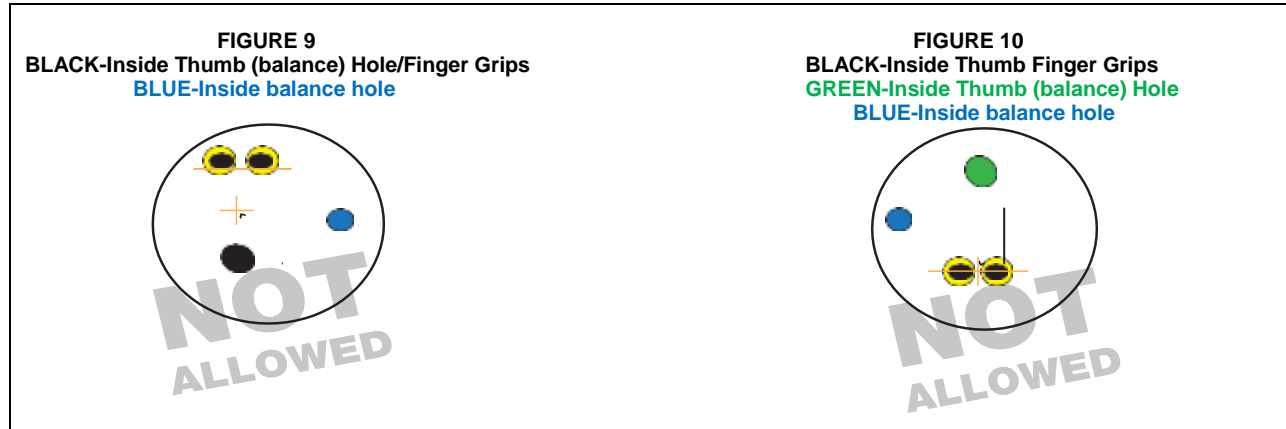 FIGURE 9
BLACK-Inside Thumb (balance) Hole/Finger Grips
BLUE-Inside balance hole
NOT
ALLOWED
FIGURE 10
BLACK-Inside Thumb Finger Grips
GREEN-Inside Thumb (balance) Hole
BLUE-Inside balance hole
NOT
ALLOWED